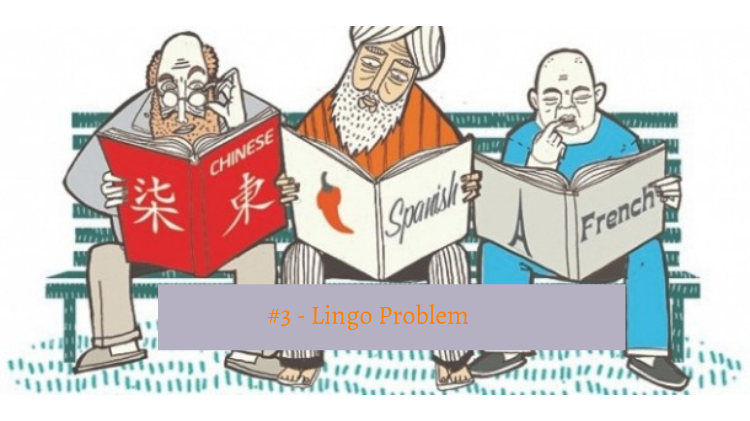 CHINESE
柒 東
Spanish
French
#3 - Lingo Problem